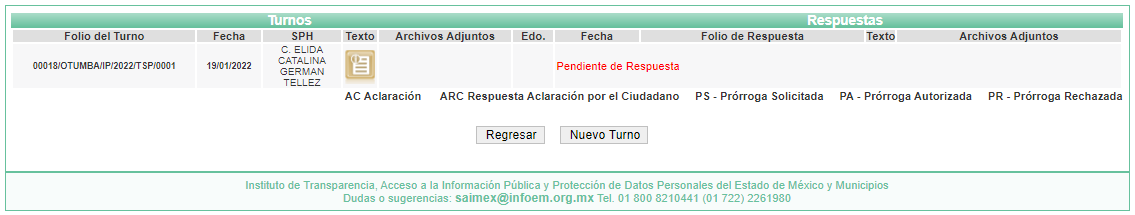 Turnos Respuestas
Folio del Turno Fecha SPH Texto Archivos Adjuntos Edo. Fecha Folio de Respuesta Texto Archivos Adjuntos
00018/OTUMBA/IP/2022/TSP/0001 19/01/2022 C. ELIDA
CATALINA
GERMAN
TELLEZ
Pendiente de Respuesta
AC Aclaración ARC Respuesta Aclaración por el Ciudadano PS - Prórroga Solicitada PA - Prórroga Autorizada PR - Prórroga Rechazada
Regresar Nuevo Turno
Instituto de Transparencia, Acceso a la Información Pública y Protección de Datos Personales del Estado de México y Municipios
Dudas o sugerencias: saimex@infoem.org.mx Tel. 01 800 8210441 (01 722) 2261980